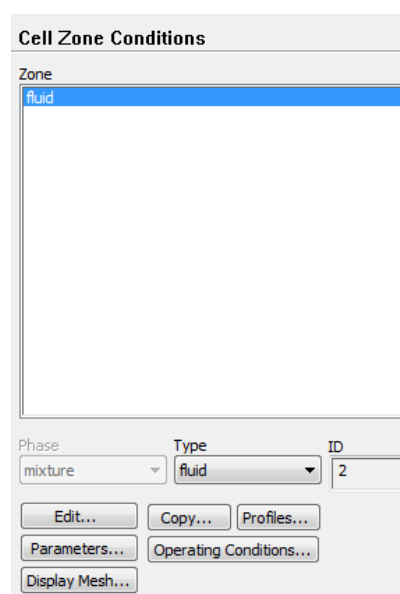 Cell Zone Conditions
Zone
fluid
Phase Type ID
mixture fluid 2
Edit... Copy... Profiles...
Parameters... Operating Conditions...
Display Mesh...